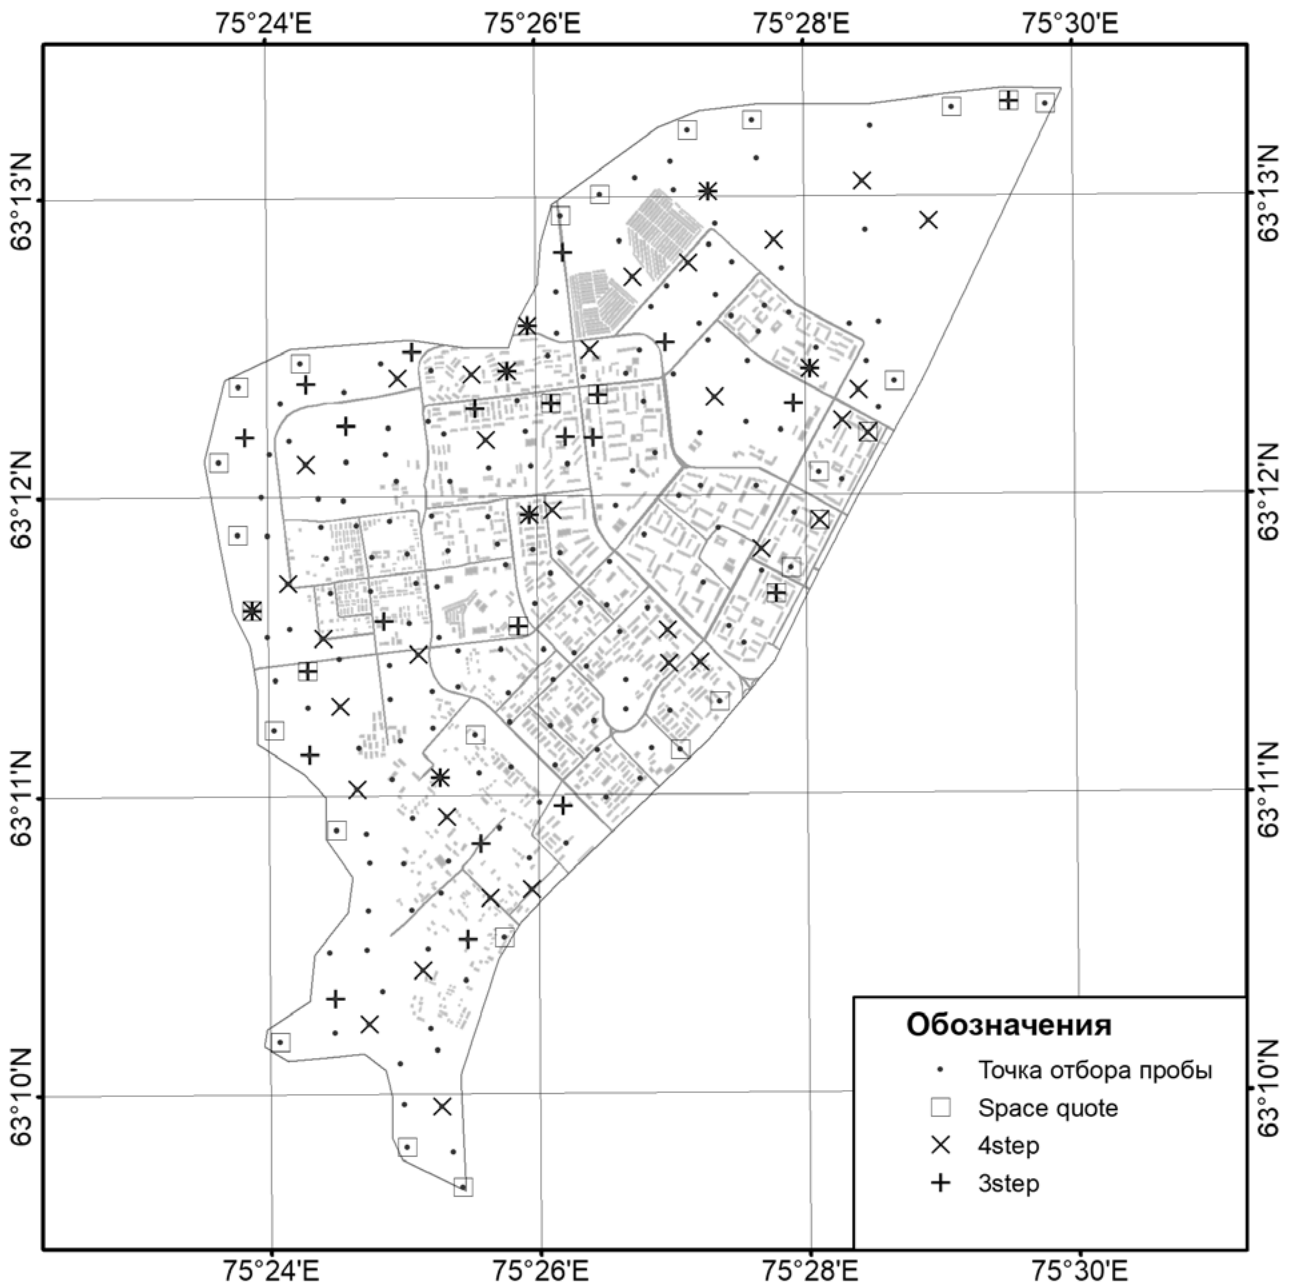 75°24'E 75°26'E 75°28'E 75°30'E
63°13'N 63°13'N
63°12'N 63°12'N
63°11'N 63°11'N
63°10'N 63°10'N
Обозначения
Точка отбора пробы
Space quote
4step
3step
75°24'E 75°26'E 75°28'E 75°30'E